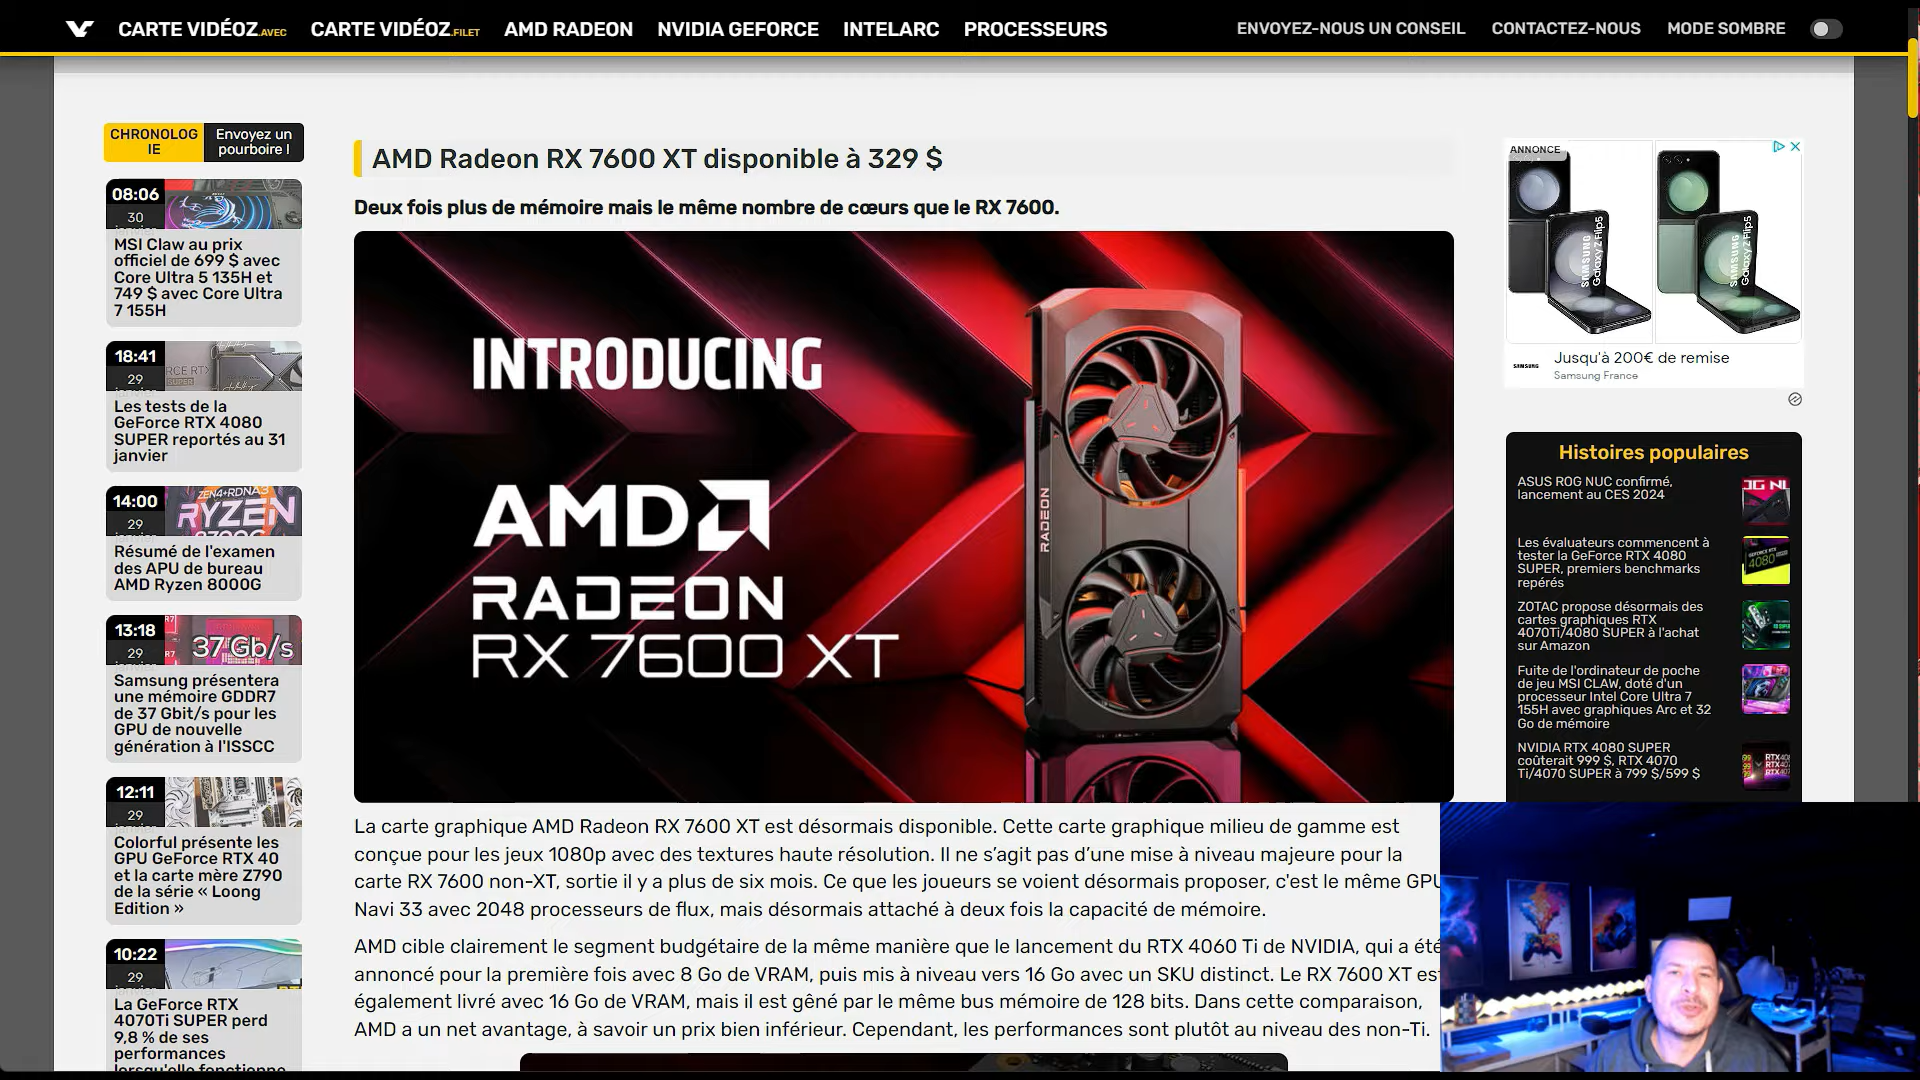 CARTE VIDÉOZ.AVEC CARTE VIDÉOZ.FILET AMD RADEON NVIDIA GEFORCE INTELARC PROCESSEURS ENVOYEZ-NOUS UN CONSEIL CONTACTEZ-NOUS MODE SOMBRE
CHRONOLOG
IE
Envoyez un
pourboire !
08:06
30
janvier
MSI Claw au prix
officiel de 699 $ avec
Core Ultra 5 135H et
749 $ avec Core Ultra
7 155H
18:41
29
janvier
Les tests de la
GeForce RTX 4080
SUPER reportés au 31
janvier
14:00
29
janvier
ZEN4+RDNA3
RYZEN
Résumé de l'examen
des APU de bureau
AMD Ryzen 8000G
13:18
29
janvier
37 Gb/s
Samsung présentera
une mémoire GDDR7
de 37 Gbit/s pour les
GPU de nouvelle
génération à l'ISSCC
12:11
29
janvier
Colorful présente les
GPU GeForce RTX 40
et la carte mère Z790
de la série « Loong
Edition »
10:22
29
janvier
La GeForce RTX
4070Ti SUPER perd
9,8 % de ses
performances
lorsqu'elle fonctionne
AMD Radeon RX 7600 XT disponible à 329 $
Deux fois plus de mémoire mais le même nombre de cœurs que le RX 7600.
INTRODUCING
AMD
RADEON
RX 7600 XT
RADEON
La carte graphique AMD Radeon RX 7600 XT est désormais disponible. Cette carte graphique milieu de gamme est
conçue pour les jeux 1080p avec des textures haute résolution. Il ne s'agit pas d'une mise à niveau majeure pour la
carte RX 7600 non-XT, sortie il y a plus de six mois. Ce que les joueurs se voient désormais proposer, c'est le même GPU
Navi 33 avec 2048 processeurs de flux, mais désormais attaché à deux fois la capacité de mémoire.
AMD cible clairement le segment budgétaire de la même manière que le lancement du RTX 4060 Ti de NVIDIA, qui a été
annoncé pour la première fois avec 8 Go de VRAM, puis mis à niveau vers 16 Go avec un SKU distinct. Le RX 7600 XT est
également livré avec 16 Go de VRAM, mais il est gêné par le même bus mémoire de 128 bits. Dans cette comparaison,
AMD a un net avantage, à savoir un prix bien inférieur. Cependant, les performances sont plutôt au niveau des non-Ti.
ANNONCE
SAMSUNG
Galaxy Z Flip5
SAMSUNG
Galaxy Z Flip5
SAMSUNG
Jusqu'à 200€ de remise
Samsung France
Histoires populaires
ASUS ROG NUC confirmé,
lancement au CES 2024
Les évaluateurs commencent à
tester la GeForce RTX 4080
SUPER, premiers benchmarks
repérés
ZOTAC propose désormais des
cartes graphiques RTX
4070Ti/4080 SUPER à l'achat
sur Amazon
Fuite de l'ordinateur de poche
de jeu MSI CLAW, doté d'un
processeur Intel Core Ultra 7
155H avec graphiques Arc et 32
Go de mémoire
NVIDIA RTX 4080 SUPER
coûterait 999 $, RTX 4070
Ti/4070 SUPER à 799 $/599 $